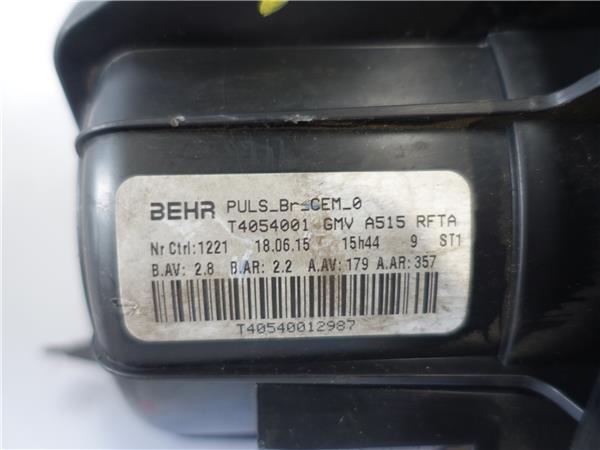 BEHR PULS_Br_CEM_0
T4054001 GMV A515 RFTA
Nr Ctrl:1221 18.06.15 15h44 9 ST1
B.AV: 2.8 B.AR: 2.2 A.AV: 179 A.AR: 357
T40540012987